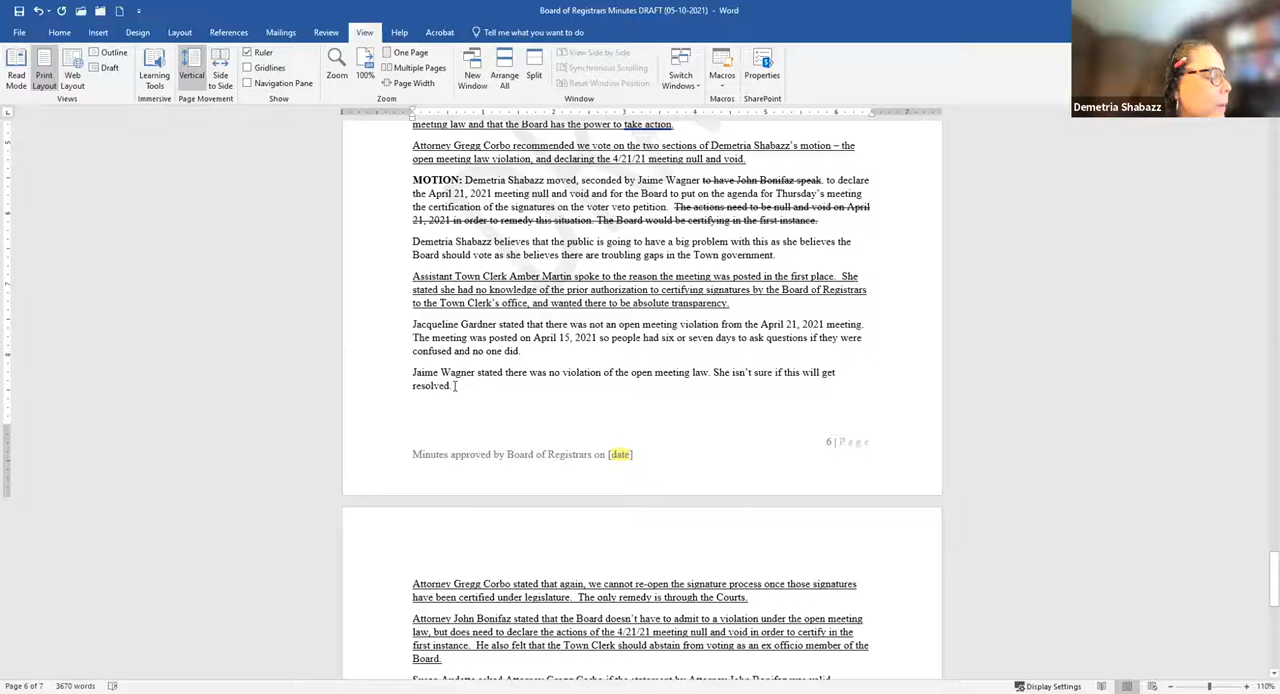 Board of Registrars Minutes DRAFT (05-10-2021) - Word
File Home Insert Draw Design Layout References Mailings Review View Help Acrobat Tell me what you want to do
Read Mode
Print Layout
Web Layout
Outline
Draft
Views
Learning Tools
Immersive
Vertical
Side to Side
Page Movement
Ruler
Gridlines
Navigation Pane
Show
Zoom
100%
One Page
Multiple Pages
Page Width
Zoom
New Window
Arrange All
Split
View Side by Side
Synchronous Scrolling
Reset Window Position
Window
Switch Windows
Macros
Macros
Properties
SharePoint
Demetria Shabazz
meeting law and that the Board has the power to take action.
Attorney Gregg Corbo recommended we vote on the two sections of Demetria Shabazz's motion – the
open meeting law violation, and declaring the 4/21/21 meeting null and void.
MOTION: Demetria Shabazz moved, seconded by Jaime Wagner to have John Bonifaz speak. to declare
the April 21, 2021 meeting null and void and for the Board to put on the agenda for Thursday's meeting
the certification of the signatures on the voter veto petition. The actions need to be null and void on April
21, 2021 in order to remedy this situation. The Board would be certifying in the first instance.
Demetria Shabazz believes that the public is going to have a big problem with this as she believes the
Board should vote as she believes there are troubling gaps in the Town government.
Assistant Town Clerk Amber Martin spoke to the reason the meeting was posted in the first place. She
stated she had no knowledge of the prior authorization to certifying signatures by the Board of Registrars
to the Town Clerk's office, and wanted there to be absolute transparency.
Jacqueline Gardner stated that there was not an open meeting violation from the April 21, 2021 meeting.
The meeting was posted on April 15, 2021 so people had six or seven days to ask questions if they were
confused and no one did.
Jaime Wagner stated there was no violation of the open meeting law. She isn't sure if this will get
resolved.
6 | P a g e
Minutes approved by Board of Registrars on [date]
Attorney Gregg Corbo stated that again, we cannot re-open the signature process once those signatures
have been certified under legislature. The only remedy is through the Courts.
Attorney John Bonifaz stated that the Board doesn't have to admit to a violation under the open meeting
law, but does need to declare the actions of the 4/21/21 meeting null and void in order to certify in the
first instance. He also felt that the Town Clerk should abstain from voting as an ex officio member of the
Board.
Page 6 of 7 3670 words
Display Settings
110%